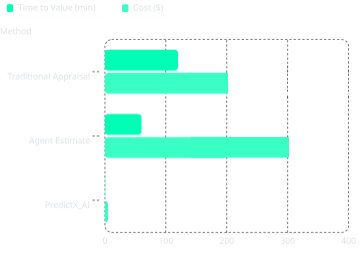 Time to Value (min) Cost ($)
Method
Traditional Appraisal
Agent Estimate
PredictX_AI
0 100 200 300 400